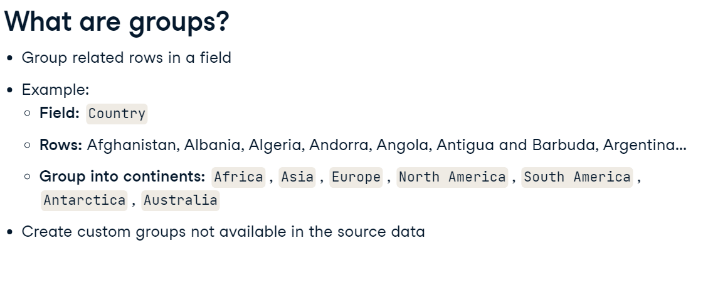 What are groups?
• Group related rows in a field
• Example:
◦ Field: Country
◦ Rows: Afghanistan, Albania, Algeria, Andorra, Angola, Antigua and Barbuda, Argentina...
◦ Group into continents: Africa , Asia , Europe , North America , South America ,
Antarctica , Australia
• Create custom groups not available in the source data